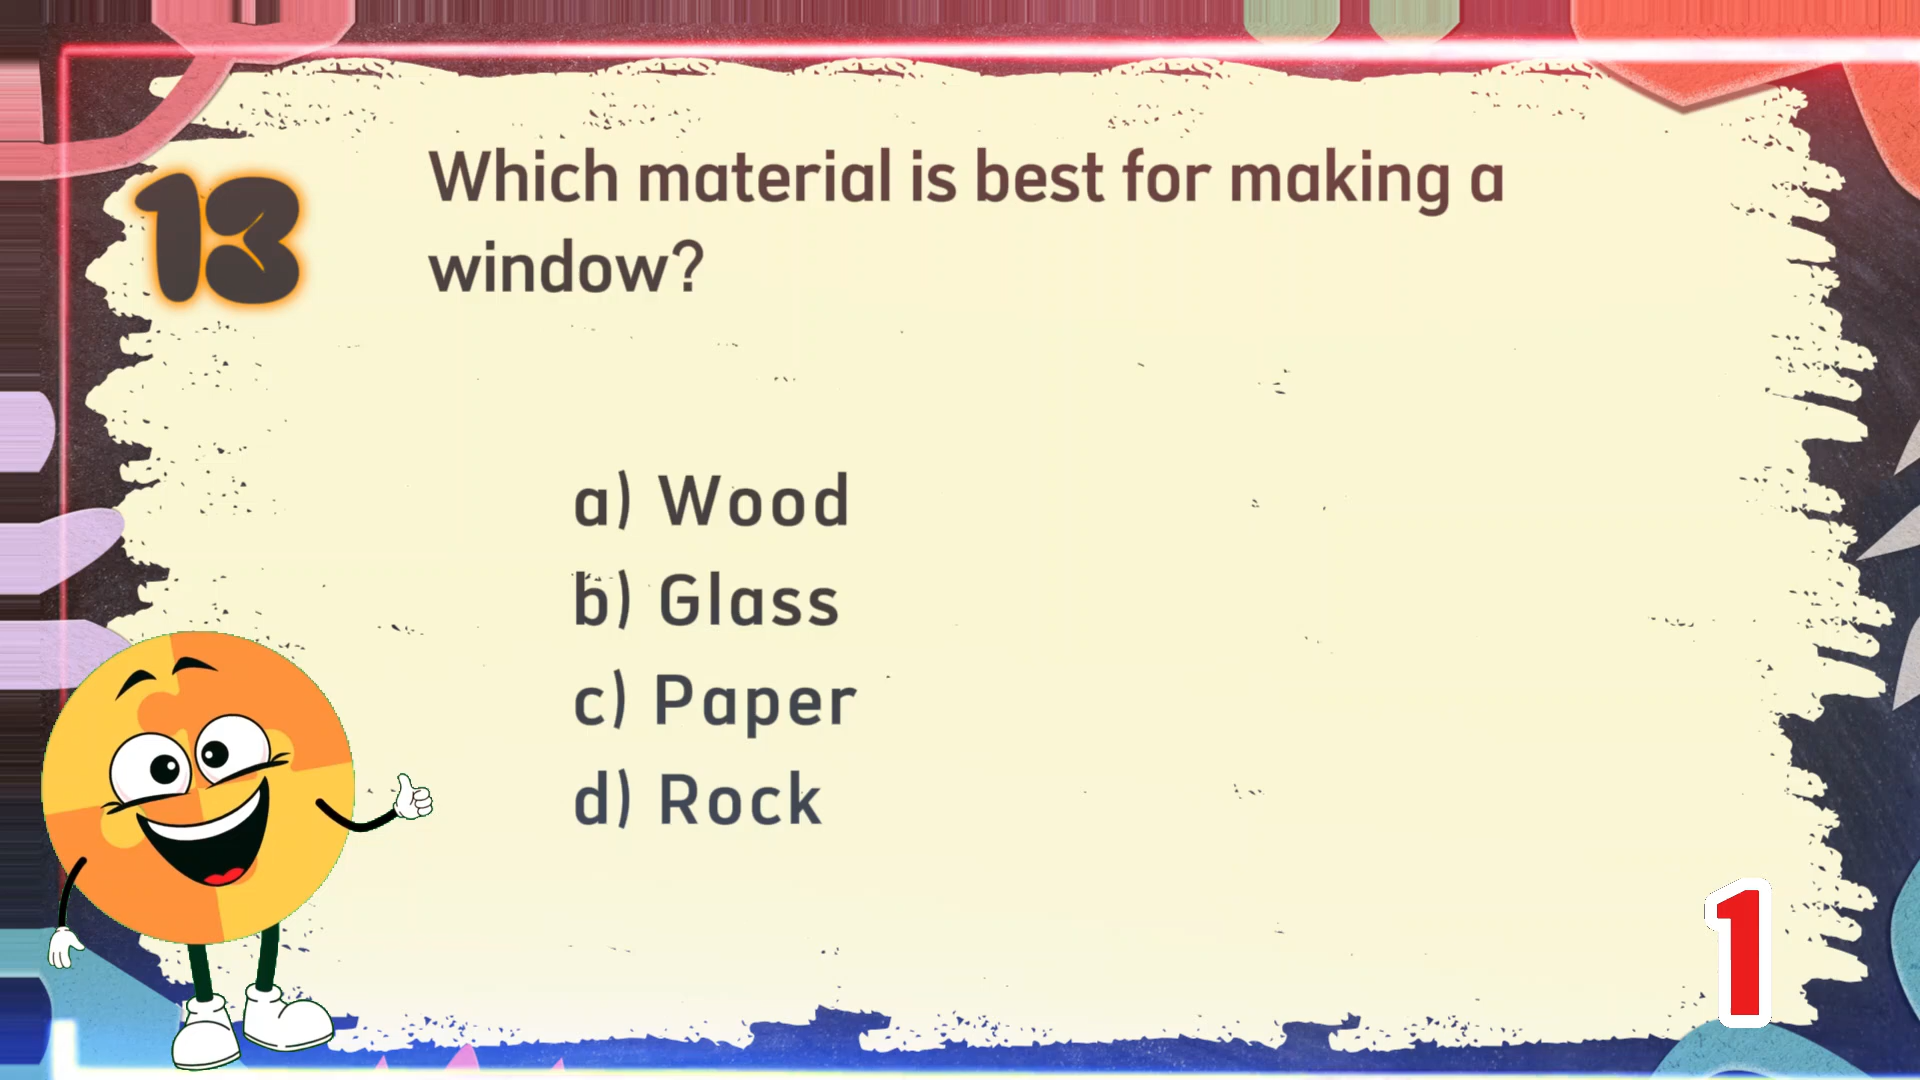 13
Which material is best for making a
window?
a) Wood
b) Glass
c) Paper
d) Rock
1